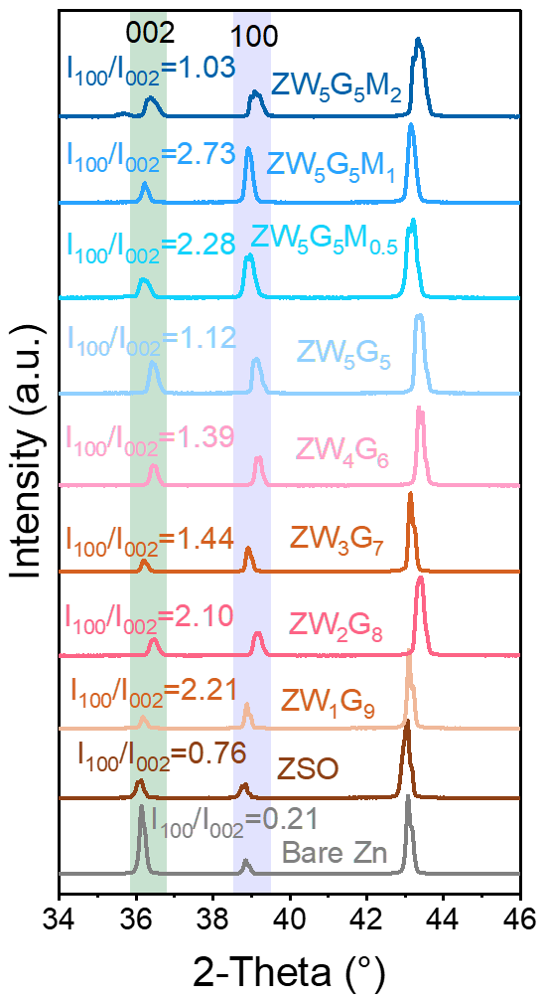 002 100
I₁₀₀/I₀₀₂=1.03 ZW₅G₅M₂
I₁₀₀/I₀₀₂=2.73 ZW₅G₅M₁
I₁₀₀/I₀₀₂=2.28 ZW₅G₅M₀.₅
I₁₀₀/I₀₀₂=1.12 ZW₅G₅
I₁₀₀/I₀₀₂=1.39 ZW₄G₆
I₁₀₀/I₀₀₂=1.44 ZW₃G₇
I₁₀₀/I₀₀₂=2.10 ZW₂G₈
I₁₀₀/I₀₀₂=2.21 ZW₁G₉
I₁₀₀/I₀₀₂=0.76 ZSO
I₁₀₀/I₀₀₂=0.21
Bare Zn
Intensity (a.u.)
34 36 38 40 42 44 46
2-Theta (°)